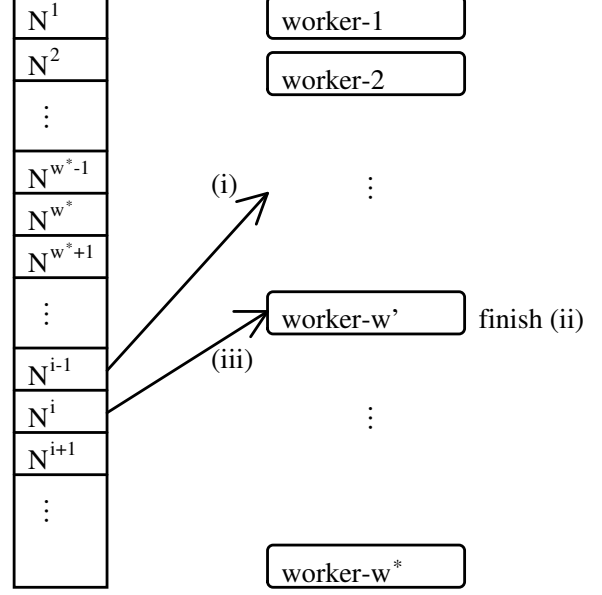 N^1
worker-1
N^2
worker-2
⋮
N^{w*-1}
(i)
⋮
N^{w*}
N^{w*+1}
⋮
worker-w’
finish (ii)
N^{i-1}
(iii)
N^i
⋮
N^{i+1}
⋮
worker-w*